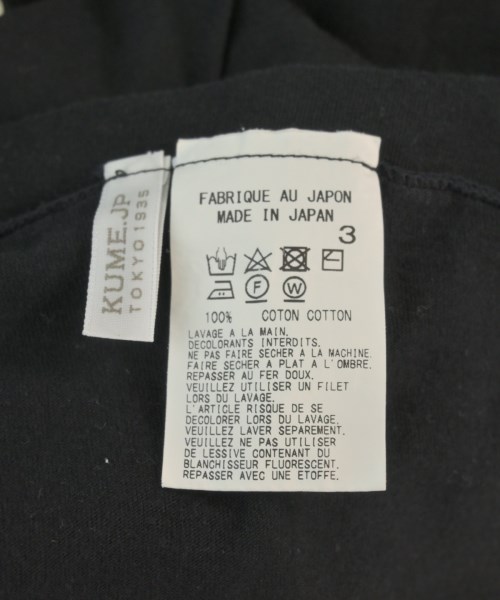 KUME.JP
TOKYO 1935
FABRIQUE AU JAPON
MADE IN JAPAN
3
F W
100% COTON COTTON
LAVAGE A LA MAIN.
DECOLORANTS INTERDITS.
NE PAS FAIRE SECHER A LA MACHINE.
FAIRE SECHER A PLAT A L'OMBRE.
REPASSER AU FER DOUX.
VEUILLEZ UTILISER UN FILET
LORS DU LAVAGE.
L'ARTICLE RISQUE DE SE
DECOLORER LORS DU LAVAGE.
VEUILLEZ LAVER SEPAREMENT.
VEUILLEZ NE PAS UTILISER
DE LESSIVE CONTENANT DU
BLANCHISSEUR FLUORESCENT.
REPASSER AVEC UNE ETOFFE.